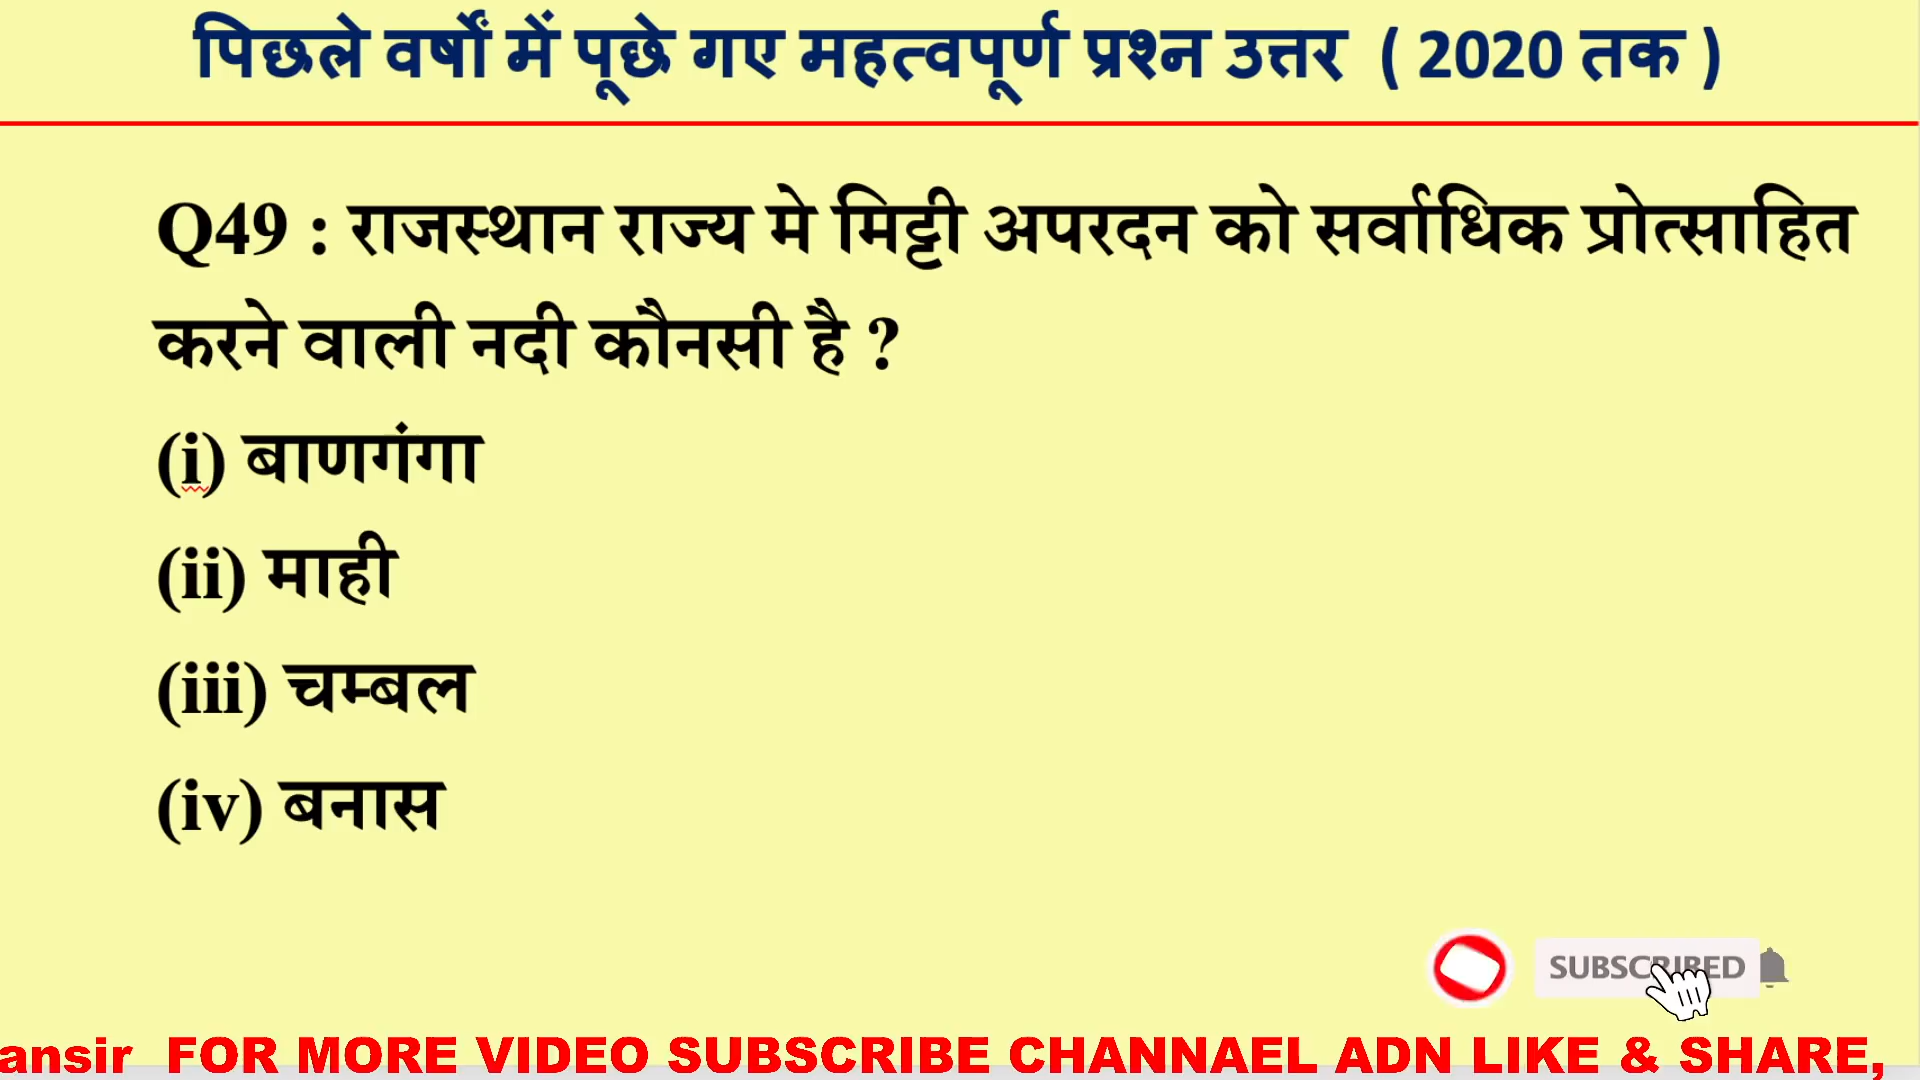 पिछले वर्षों में पूछे गए महत्वपूर्ण प्रश्न उत्तर ( 2020 तक )
Q49 : राजस्थान राज्य मे मिट्टी अपरदन को सर्वाधिक प्रोत्साहित
करने वाली नदी कौनसी है ?
(i) बाणगंगा
(ii) माही
(iii) चम्बल
(iv) बनास
SUBSCRIBED
ansir FOR MORE VIDEO SUBSCRIBE CHANNAEL ADN LIKE & SHARE,